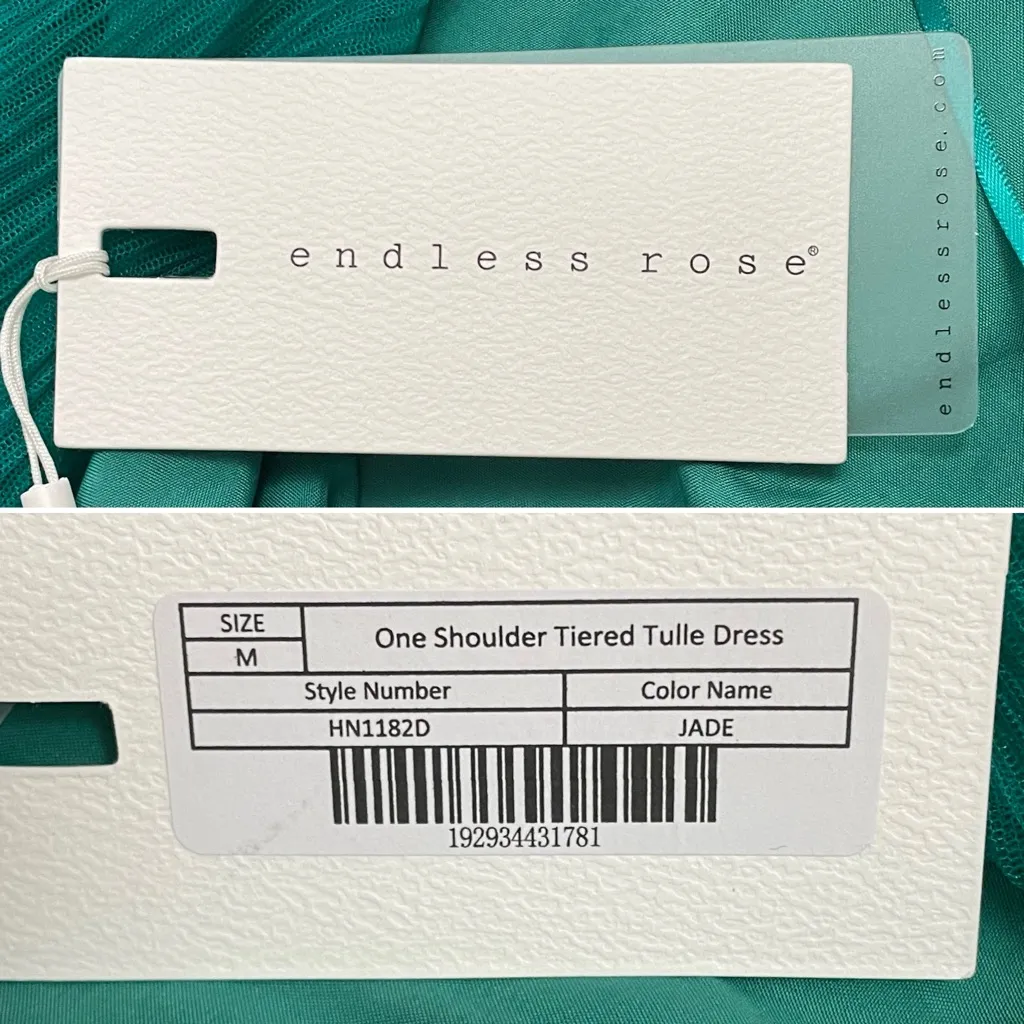 endless rose®
endlessrose.com
SIZE
M
One Shoulder Tiered Tulle Dress
Style Number
Color Name
HN1182D
JADE
192934431781